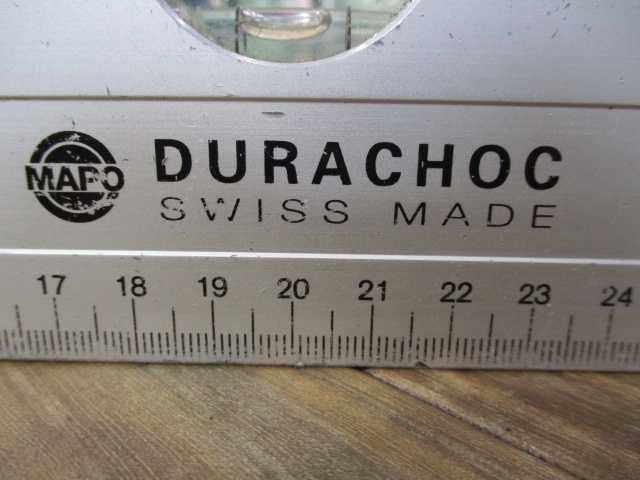 MAPO DURACHOC
SWISS MADE
17 18 19 20 21 22 23 24